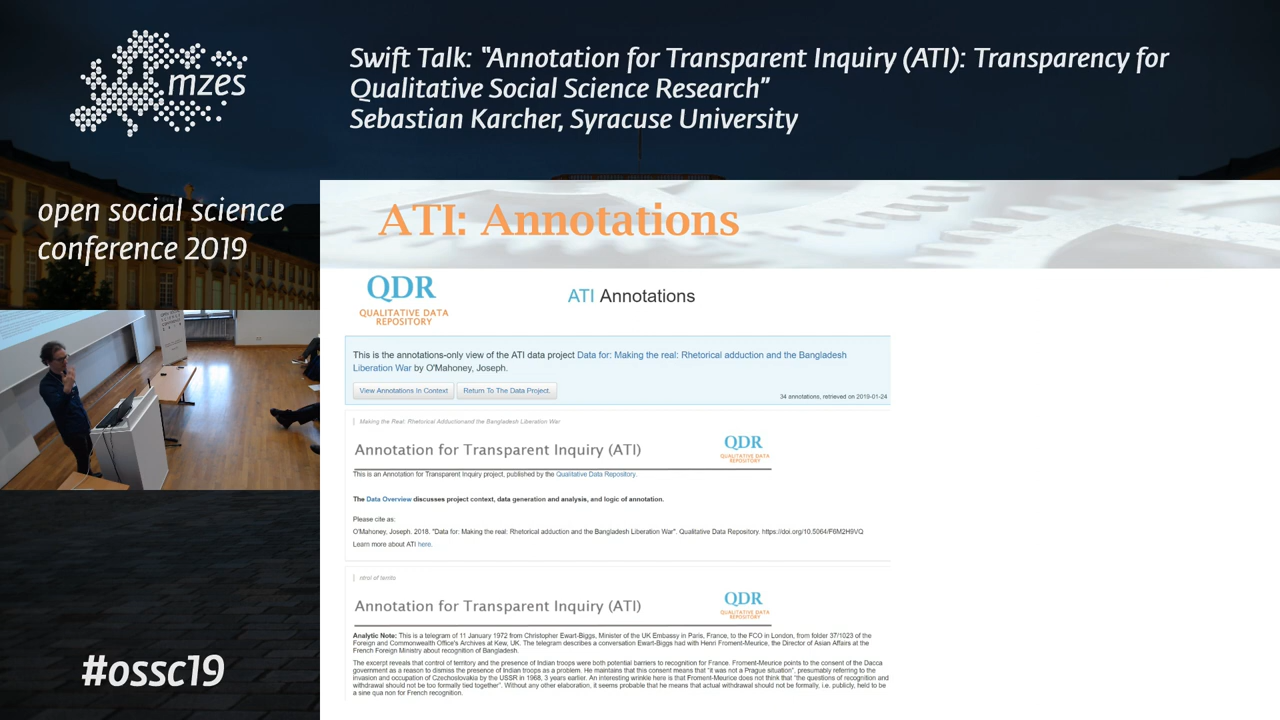 mzes
Swift Talk: “Annotation for Transparent Inquiry (ATI): Transparency for
Qualitative Social Science Research”
Sebastian Karcher, Syracuse University
open social science
conference 2019
#ossc19
ATI: Annotations
QDR
QUALITATIVE DATA
REPOSITORY
ATI Annotations
This is the annotations-only view of the ATI data project Data for: Making the real: Rhetorical adduction and the Bangladesh
Liberation War by O'Mahoney, Joseph.
View Annotations In Context
Return To The Data Project.
34 annotations, retrieved on 2019-01-24
Making the Real: Rhetorical Adductionand the Bangladesh Liberation War
Annotation for Transparent Inquiry (ATI)
QDR
QUALITATIVE DATA
REPOSITORY
This is an Annotation for Transparent Inquiry project, published by the Qualitative Data Repository.
The Data Overview discusses project context, data generation and analysis, and logic of annotation.
Please cite as:
O'Mahoney, Joseph. 2018. "Data for: Making the real: Rhetorical adduction and the Bangladesh Liberation War". Qualitative Data Repository. https://doi.org/10.5064/F6M2H9VQ
Learn more about ATI here.
ntrol of territo
Annotation for Transparent Inquiry (ATI)
QDR
QUALITATIVE DATA
REPOSITORY
Analytic Note: This is a telegram of 11 January 1972 from Christopher Ewart-Biggs, Minister of the UK Embassy in Paris, France, to the FCO in London, from folder 37/1023 of the
Foreign and Commonwealth Office's Archives at Kew, UK. The telegram describes a conversation Ewart-Biggs had with Henri Froment-Meurice, the Director of Asian Affairs at the
French Foreign Ministry about recognition of Bangladesh.
The excerpt reveals that control of territory and the presence of Indian troops were both potential barriers to recognition for France. Froment-Meurice points to the consent of the Dacca
government as a reason to dismiss the presence of Indian troops as a problem. He maintains that this consent means that "it was not a Prague situation", presumably referring to the
invasion and occupation of Czechoslovakia by the USSR in 1968, 3 years earlier. An interesting wrinkle here is that Froment-Meurice does not think that "the questions of recognition and
withdrawal should not be too formally tied together". Without any other elaboration, it seems probable that he means that actual withdrawal should not be formally, i.e. publicly, held to be
a sine qua non for French recognition.